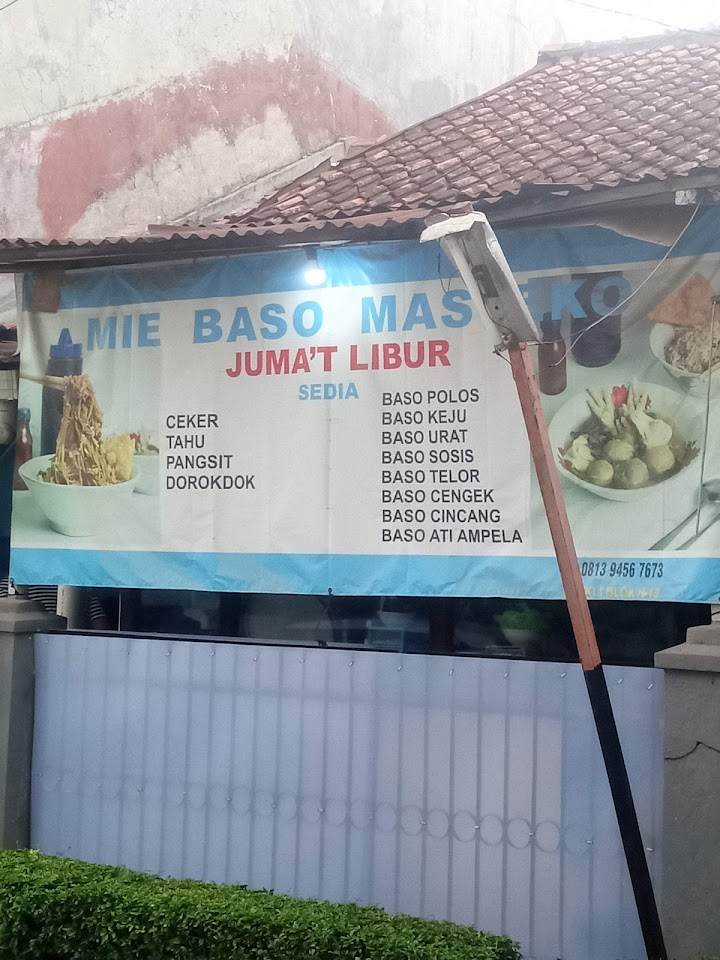 MIE BASO MAS EKO
JUMA'T LIBUR
SEDIA
CEKER
TAHU
PANGSIT
DOROKDOK
BASO POLOS
BASO KEJU
BASO URAT
BASO SOSIS
BASO TELOR
BASO CENGEK
BASO CINCANG
BASO ATI AMPELA
0813 9456 7673